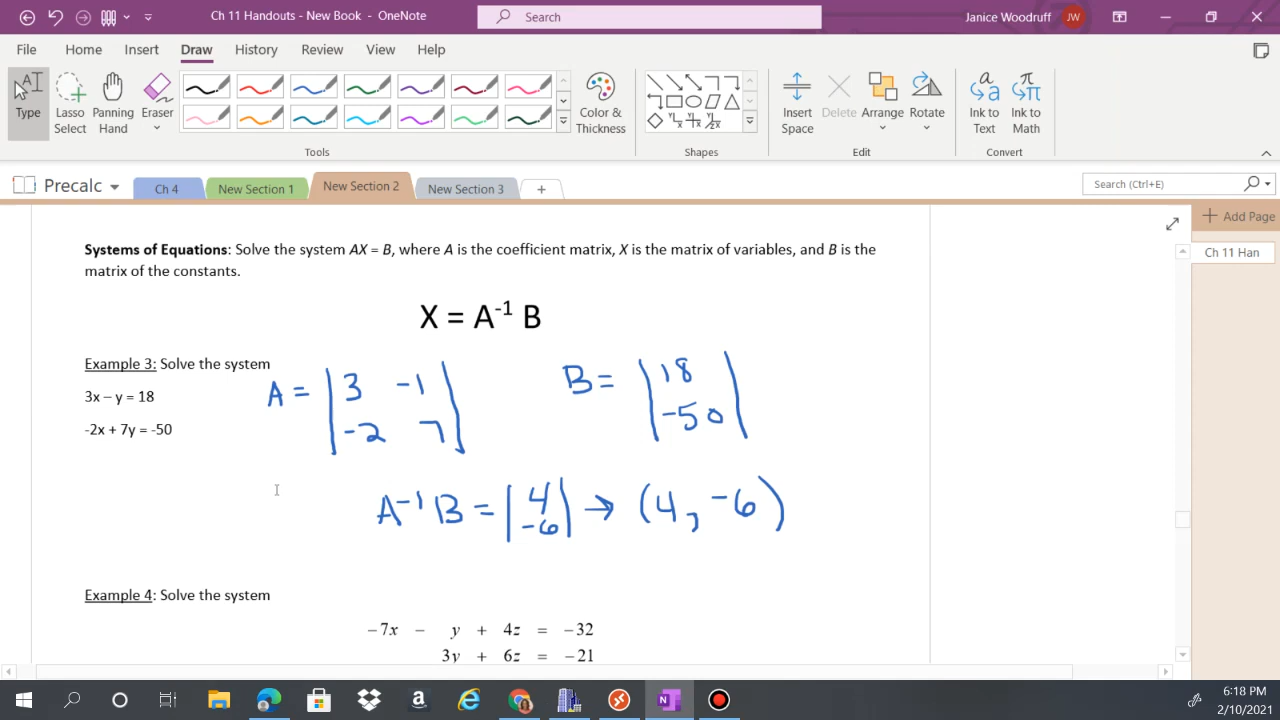 Ch 11 Handouts - New Book - OneNote
Search
Janice Woodruff JW
File Home Insert Draw History Review View Help
Type Lasso Select Panning Hand Eraser Color & Thickness Insert Space Delete Arrange Rotate Ink to Text Ink to Math
Tools Shapes Edit Convert
Precalc Ch 4 New Section 1 New Section 2 New Section 3 + Search (Ctrl+E)
+ Add Page
Ch 11 Han
Systems of Equations: Solve the system AX = B, where A is the coefficient matrix, X is the matrix of variables, and B is the
matrix of the constants.
X = A⁻¹ B
Example 3: Solve the system
3x – y = 18
-2x + 7y = -50
A = | 3 -1 |
| -2 7 |
B = | 18 |
| -50 |
A⁻¹B = | 4 | → (4, -6)
| -6 |
Example 4: Solve the system
−7x − y + 4z = −32
3y + 6z = −21
6:18 PM
2/10/2021